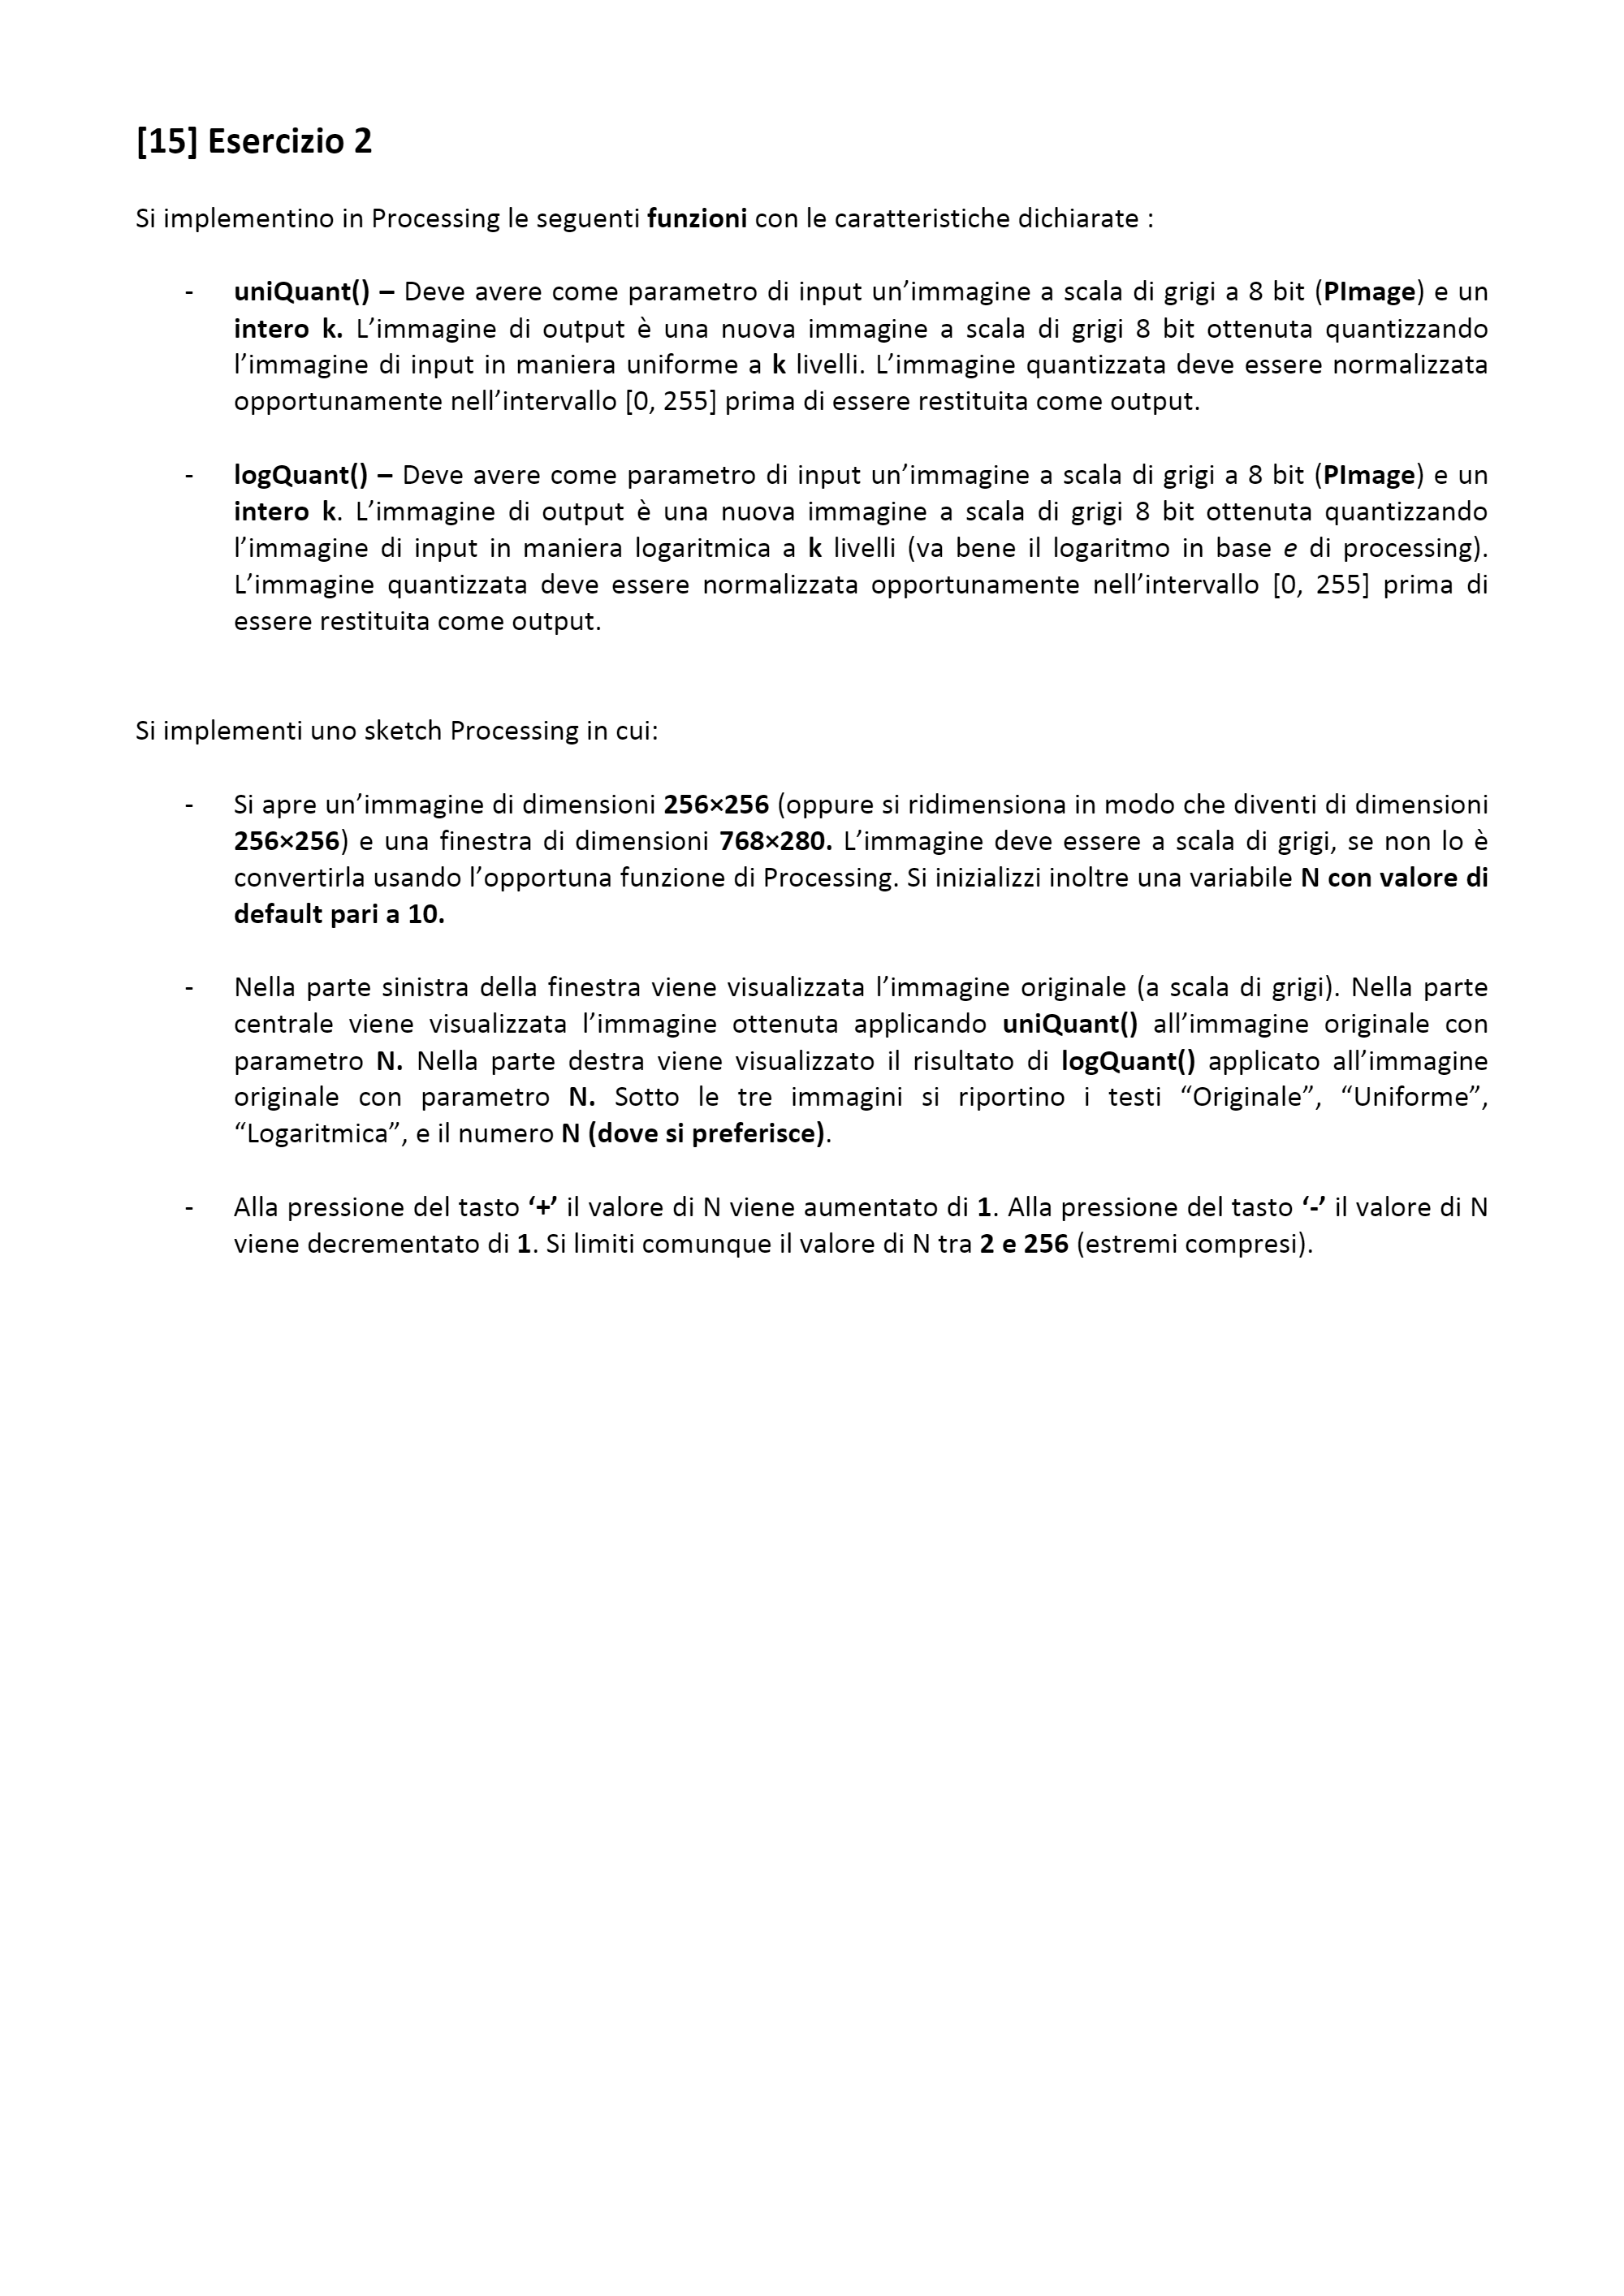 [15] Esercizio 2
Si implementino in Processing le seguenti funzioni con le caratteristiche dichiarate :
- uniQuant() – Deve avere come parametro di input un’immagine a scala di grigi a 8 bit (PImage) e un
intero k. L’immagine di output è una nuova immagine a scala di grigi 8 bit ottenuta quantizzando
l’immagine di input in maniera uniforme a k livelli. L’immagine quantizzata deve essere normalizzata
opportunamente nell’intervallo [0, 255] prima di essere restituita come output.
- logQuant() – Deve avere come parametro di input un’immagine a scala di grigi a 8 bit (PImage) e un
intero k. L’immagine di output è una nuova immagine a scala di grigi 8 bit ottenuta quantizzando
l’immagine di input in maniera logaritmica a k livelli (va bene il logaritmo in base e di processing).
L’immagine quantizzata deve essere normalizzata opportunamente nell’intervallo [0, 255] prima di
essere restituita come output.
Si implementi uno sketch Processing in cui:
- Si apre un’immagine di dimensioni 256×256 (oppure si ridimensiona in modo che diventi di dimensioni
256×256) e una finestra di dimensioni 768×280. L’immagine deve essere a scala di grigi, se non lo è
convertirla usando l’opportuna funzione di Processing. Si inizializzi inoltre una variabile N con valore di
default pari a 10.
- Nella parte sinistra della finestra viene visualizzata l’immagine originale (a scala di grigi). Nella parte
centrale viene visualizzata l’immagine ottenuta applicando uniQuant() all’immagine originale con
parametro N. Nella parte destra viene visualizzato il risultato di logQuant() applicato all’immagine
originale con parametro N. Sotto le tre immagini si riportino i testi “Originale”, “Uniforme”,
“Logaritmica”, e il numero N (dove si preferisce).
- Alla pressione del tasto ‘+’ il valore di N viene aumentato di 1. Alla pressione del tasto ‘-’ il valore di N
viene decrementato di 1. Si limiti comunque il valore di N tra 2 e 256 (estremi compresi).